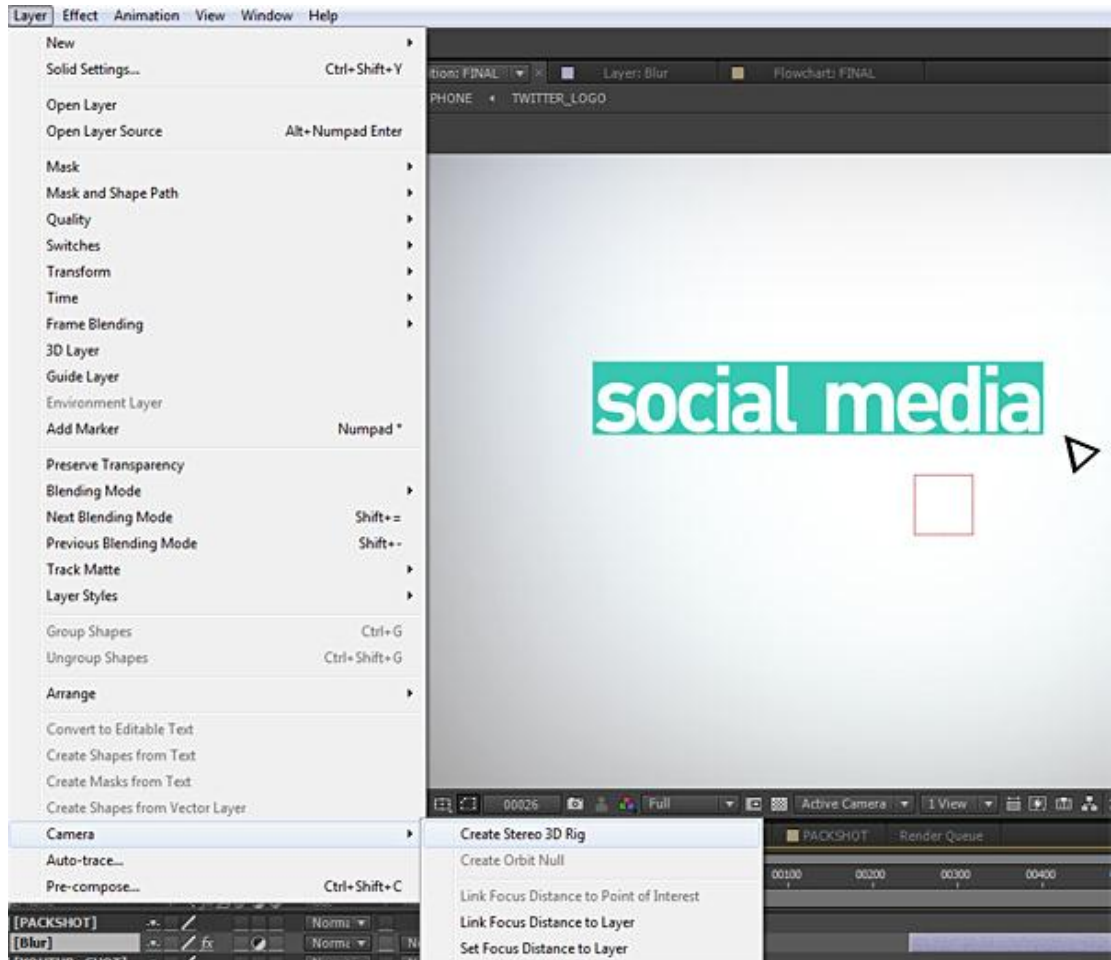 Layer Effect Animation View Window Help
New
Solid Settings... Ctrl+Shift+Y
Open Layer
Open Layer Source Alt+Numpad Enter
Mask
Mask and Shape Path
Quality
Switches
Transform
Time
Frame Blending
3D Layer
Guide Layer
Environment Layer
Add Marker Numpad *
Preserve Transparency
Blending Mode
Next Blending Mode Shift+=
Previous Blending Mode Shift+-
Track Matte
Layer Styles
Group Shapes Ctrl+G
Ungroup Shapes Ctrl+Shift+G
Arrange
Convert to Editable Text
Create Shapes from Text
Create Masks from Text
Create Shapes from Vector Layer
Camera
Auto-trace...
Pre-compose... Ctrl+Shift+C
Create Stereo 3D Rig
Create Orbit Null
Link Focus Distance to Point of Interest
Link Focus Distance to Layer
Set Focus Distance to Layer
ition: FINAL Layer: Blur Flowchart: FINAL
PHONE TWITTER_LOGO
social media
00026 Full Active Camera 1 View
PACKSHOT Render Queue
00100 00200 00300 00400
[PACKSHOT] Norma
[Blur] fx Norma